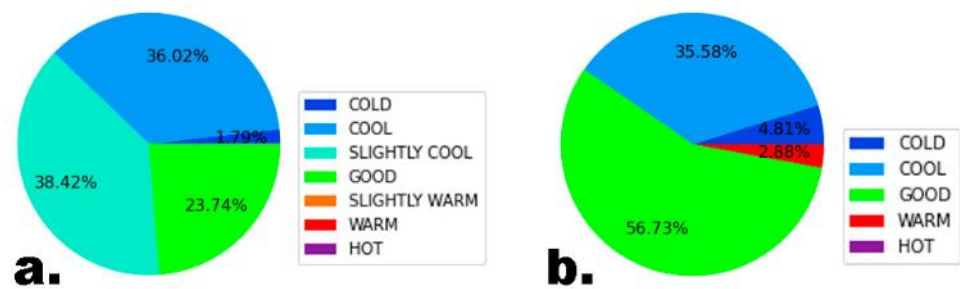 36.02%
1.79%
38.42%
23.74%
COLD
COOL
SLIGHTLY COOL
GOOD
SLIGHTLY WARM
WARM
HOT
a.
35.58%
4.81%
2.88%
56.73%
COLD
COOL
GOOD
WARM
HOT
b.